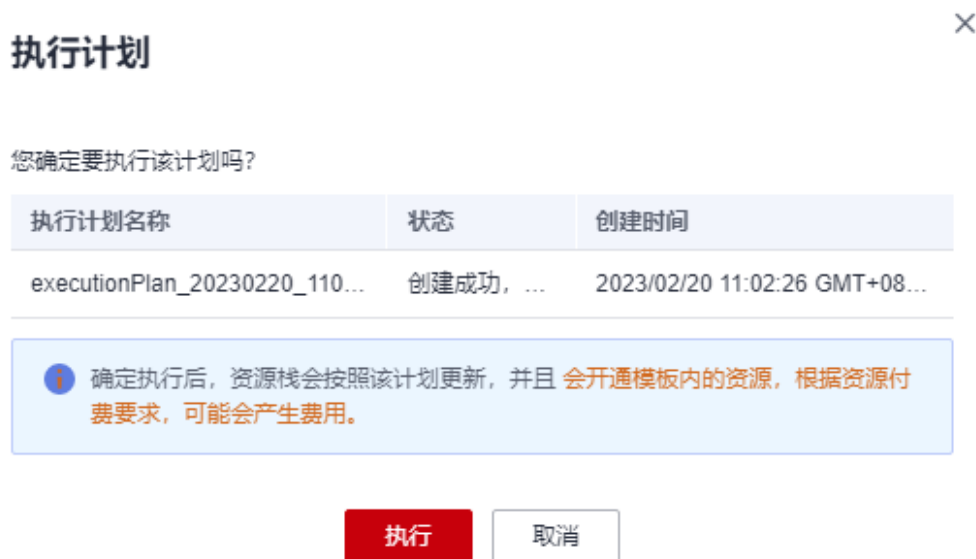 执行计划
您确定要执行该计划吗?
执行计划名称 状态 创建时间
executionPlan_20230220_110... 创建成功，... 2023/02/20 11:02:26 GMT+08...
确定执行后，资源栈会按照该计划更新，并且 会开通模板内的资源，根据资源付
费要求，可能会产生费用。
执行 取消